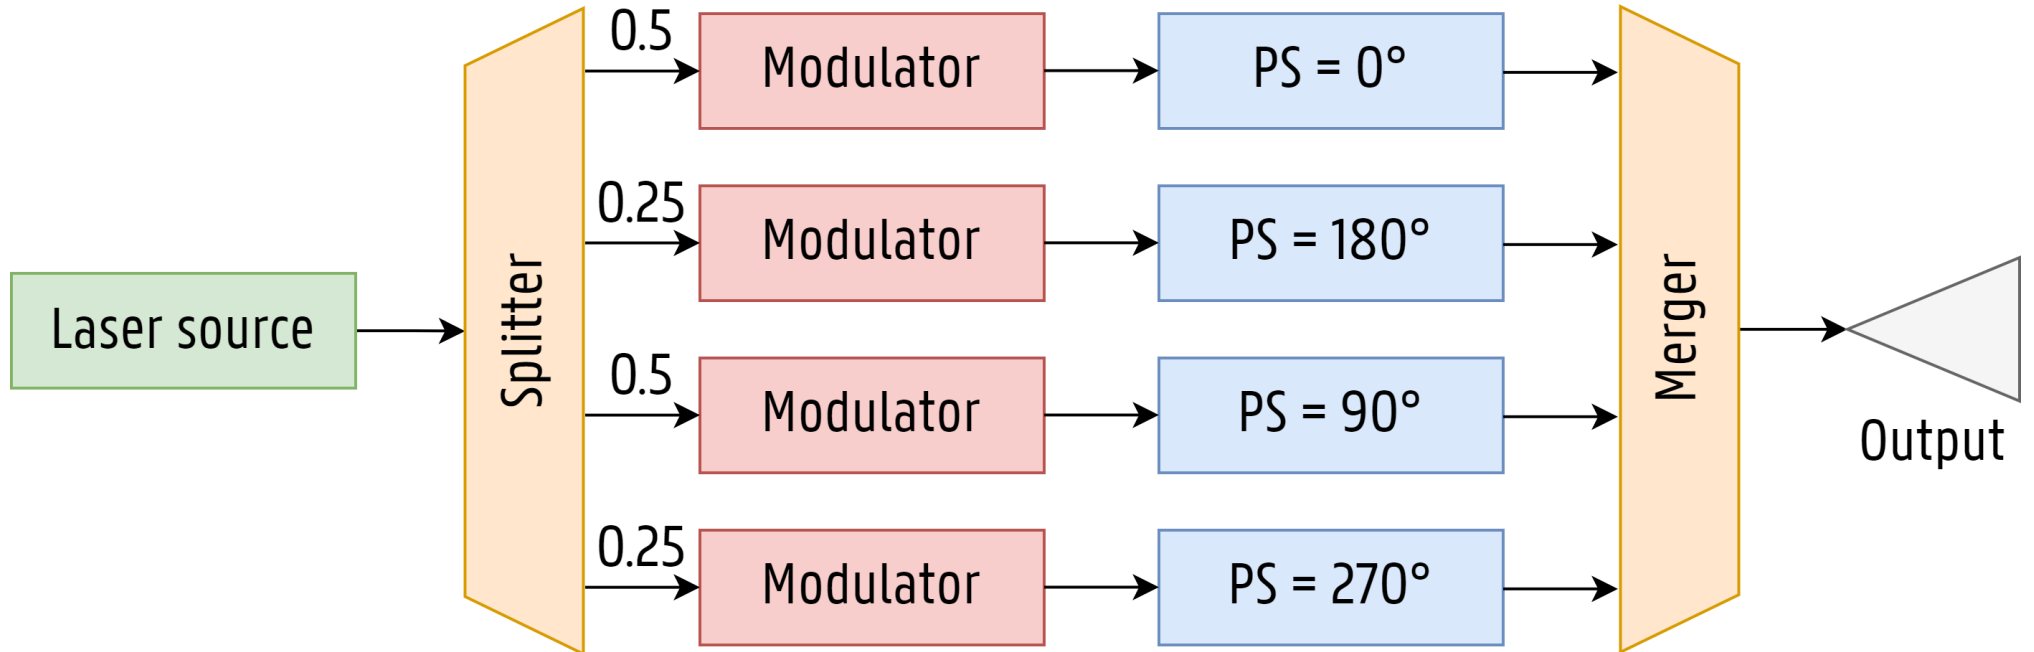 Laser source
Splitter
0.5
Modulator
PS = 0°
0.25
Modulator
PS = 180°
0.5
Modulator
PS = 90°
0.25
Modulator
PS = 270°
Merger
Output